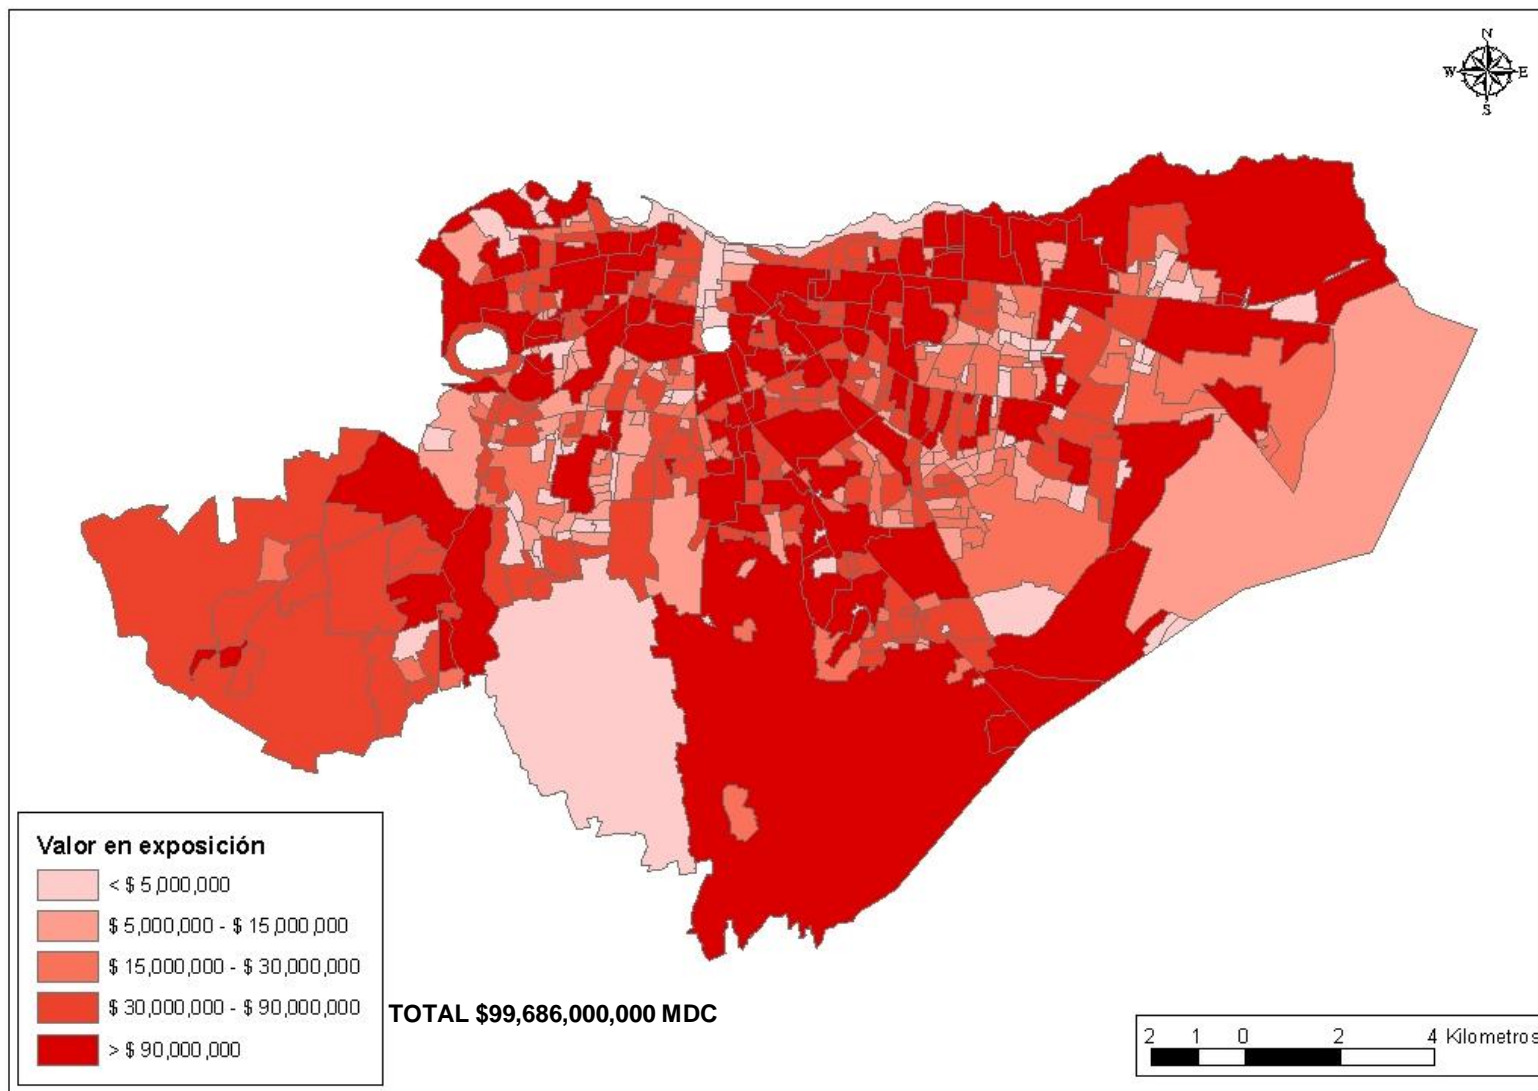 N
W E
S
Valor en exposición
< $ 5,000,000
$ 5,000,000 - $ 15,000,000
$ 15,000,000 - $ 30,000,000
$ 30,000,000 - $ 90,000,000
> $ 90,000,000
TOTAL $99,686,000,000 MDC
2 1 0 2 4 Kilometros